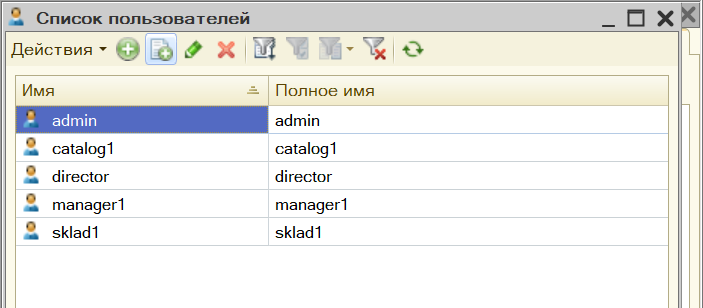 Список пользователей
Действия
Имя Полное имя
admin admin
catalog1 catalog1
director director
manager1 manager1
sklad1 sklad1